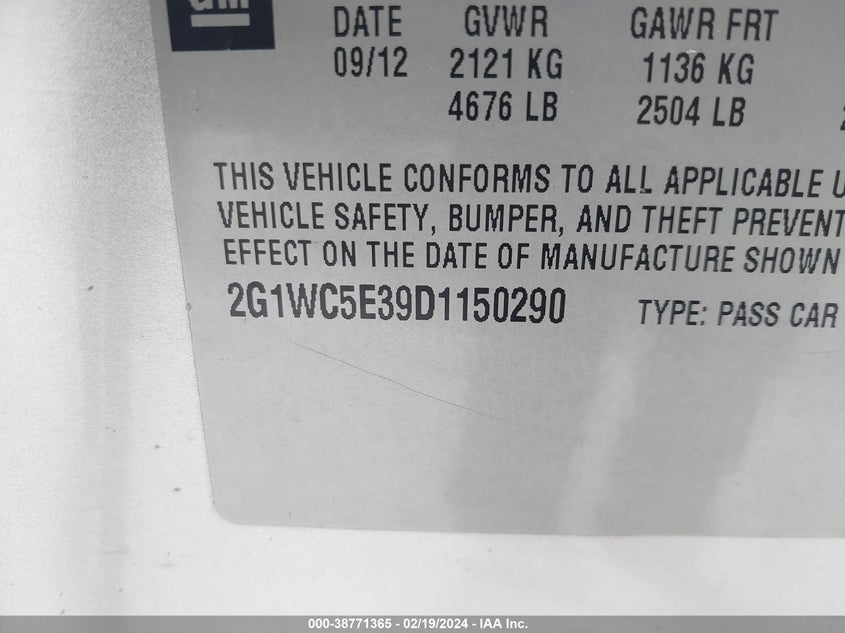 GM
DATE GVWR GAWR FRT
09/12 2121 KG 1136 KG
4676 LB 2504 LB
THIS VEHICLE CONFORMS TO ALL APPLICABLE U
VEHICLE SAFETY, BUMPER, AND THEFT PREVENT
EFFECT ON THE DATE OF MANUFACTURE SHOWN
2G1WC5E39D1150290 TYPE: PASS CAR
000-38771365 - 02/19/2024 - IAA Inc.